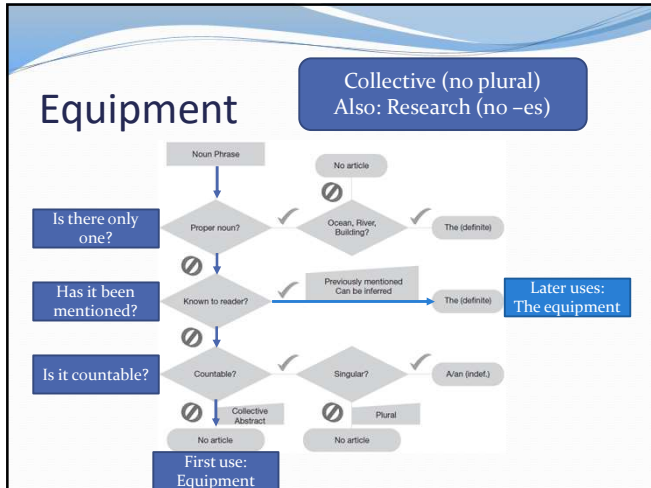 Equipment
Collective (no plural)
Also: Research (no –es)
Noun Phrase
No article
Is there only
one?
Proper noun?
Ocean, River,
Building?
The (definite)
Has it been
mentioned?
Known to reader?
Previously mentioned
Can be inferred
The (definite)
Later uses:
The equipment
Is it countable?
Countable?
Singular?
A/an (indef.)
Collective
Abstract
Plural
No article
No article
First use:
Equipment